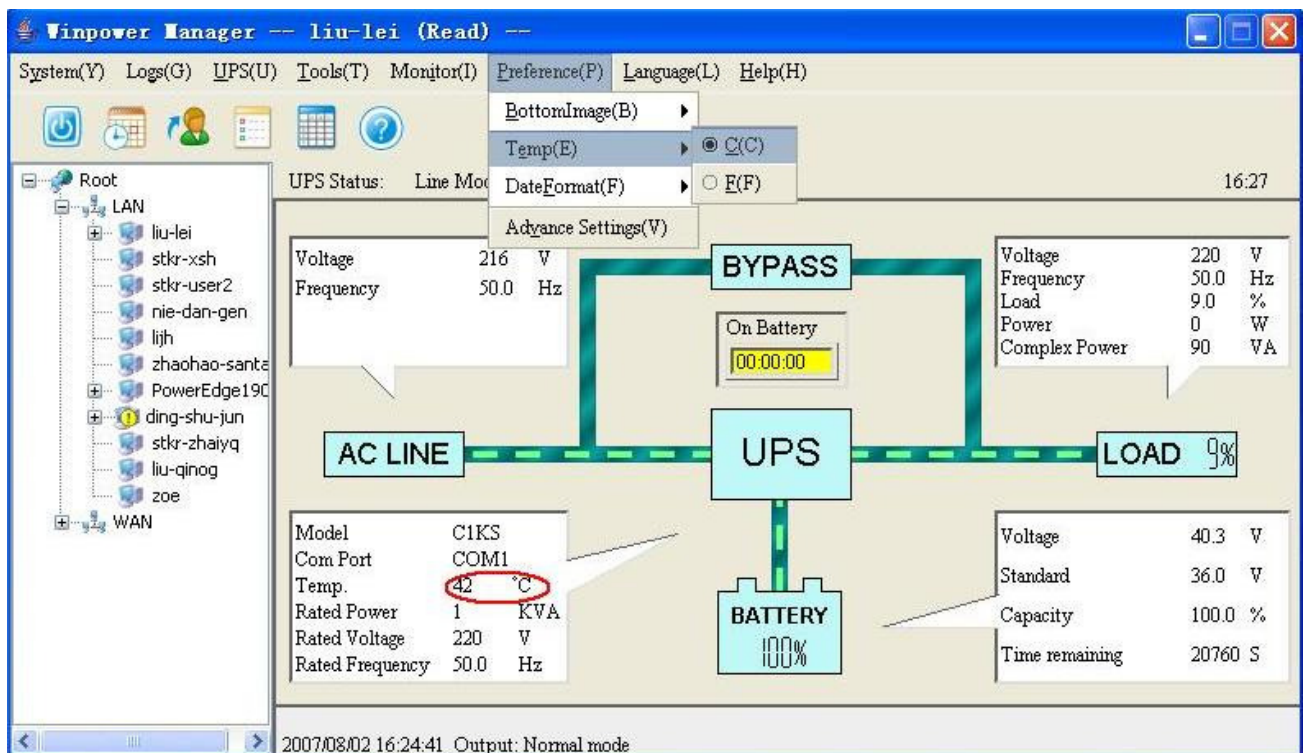 Winpower Manager -- liu-lei (Read) --
System(Y) Logs(G) UPS(U) Tools(T) Monitor(I) Preference(P) Language(L) Help(H)
BottomImage(B)
Temp(E)
C(C)
DateFormat(F)
F(F)
Advance Settings(V)
Root
LAN
liu-lei
stkr-xsh
stkr-user2
nie-dan-gen
lijh
zhaohao-santa
PowerEdge190
ding-shu-jun
stkr-zhaiyq
liu-qinog
zoe
WAN
UPS Status: Line Mod
16:27
Voltage 216 V
Frequency 50.0 Hz
BYPASS
On Battery
00:00:00
Voltage 220 V
Frequency 50.0 Hz
Load 9.0 %
Power 0 W
Complex Power 90 VA
AC LINE
UPS
LOAD 9%
Model C1KS
Com Port COM1
Temp. 42 °C
Rated Power 1 KVA
Rated Voltage 220 V
Rated Frequency 50.0 Hz
BATTERY
100%
Voltage 40.3 V
Standard 36.0 V
Capacity 100.0 %
Time remaining 20760 S
2007/08/02 16:24:41 Output: Normal mode